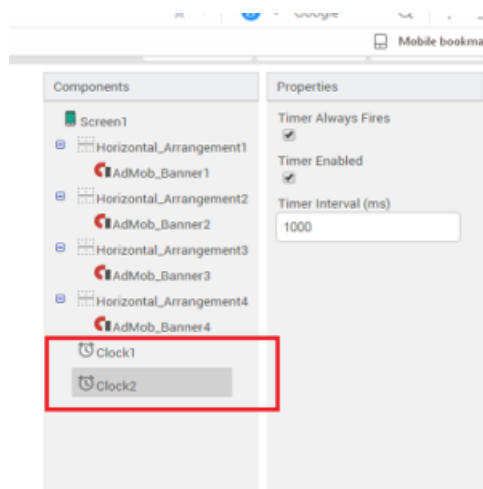 Google
Mobile bookma
Components
Screen1
Horizontal_Arrangement1
AdMob_Banner1
Horizontal_Arrangement2
AdMob_Banner2
Horizontal_Arrangement3
AdMob_Banner3
Horizontal_Arrangement4
AdMob_Banner4
Clock1
Clock2
Properties
Timer Always Fires
Timer Enabled
Timer Interval (ms)
1000